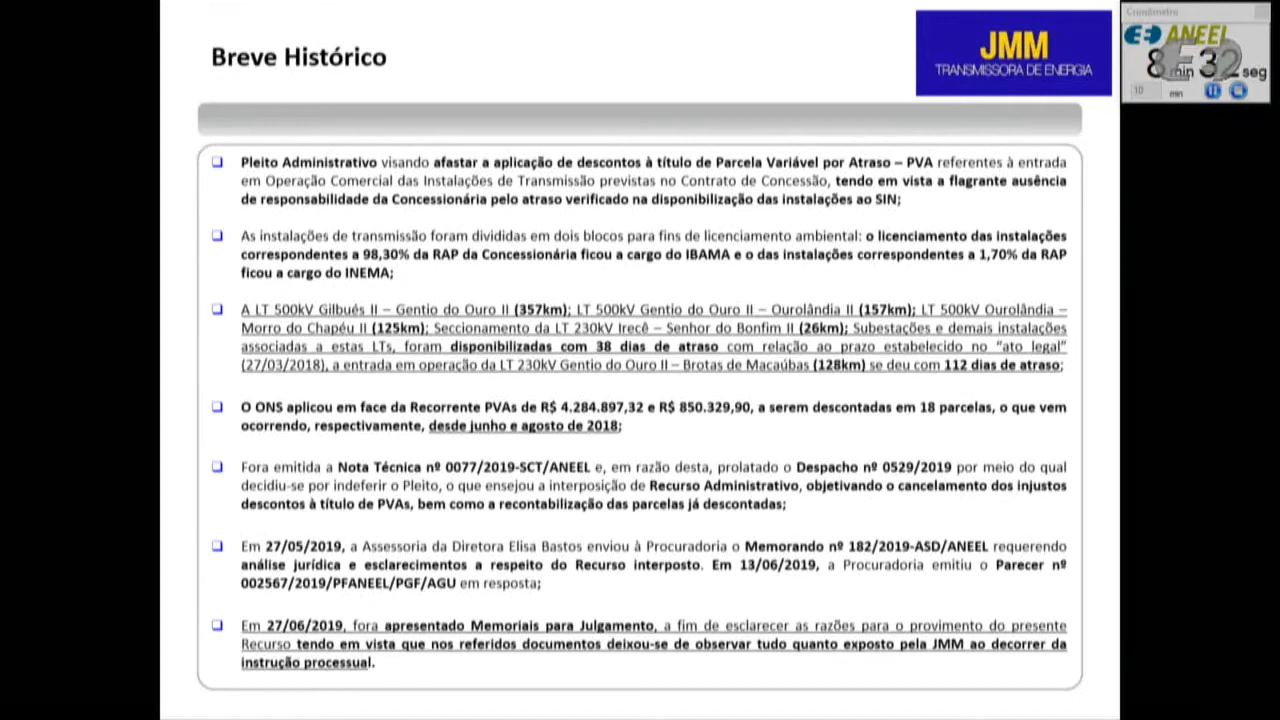 Breve Histórico
JMM
TRANSMISSORA DE ENERGIA
Cronômetro
ANEEL
8 min 32 seg
10 min
Pleito Administrativo visando afastar a aplicação de descontos à título de Parcela Variável por Atraso – PVA referentes à entrada
em Operação Comercial das Instalações de Transmissão previstas no Contrato de Concessão, tendo em vista a flagrante ausência
de responsabilidade da Concessionária pelo atraso verificado na disponibilização das instalações ao SIN;
As instalações de transmissão foram divididas em dois blocos para fins de licenciamento ambiental: o licenciamento das instalações
correspondentes a 98,30% da RAP da Concessionária ficou a cargo do IBAMA e o das instalações correspondentes a 1,70% da RAP
ficou a cargo do INEMA;
A LT 500kV Gilbués II – Gentio do Ouro II (357km); LT 500kV Gentio do Ouro II – Ourolândia II (157km); LT 500kV Ourolândia –
Morro do Chapéu II (125km); Seccionamento da LT 230kV Irecê – Senhor do Bonfim II (26km); Subestações e demais instalações
associadas a estas LTs, foram disponibilizadas com 38 dias de atraso com relação ao prazo estabelecido no “ato legal”
(27/03/2018), a entrada em operação da LT 230kV Gentio do Ouro II – Brotas de Macaúbas (128km) se deu com 112 dias de atraso;
O ONS aplicou em face da Recorrente PVAs de R$ 4.284.897,32 e R$ 850.329,90, a serem descontadas em 18 parcelas, o que vem
ocorrendo, respectivamente, desde junho e agosto de 2018;
Fora emitida a Nota Técnica nº 0077/2019-SCT/ANEEL e, em razão desta, prolatado o Despacho nº 0529/2019 por meio do qual
decidiu-se por indeferir o Pleito, o que ensejou a interposição de Recurso Administrativo, objetivando o cancelamento dos injustos
descontos à título de PVAs, bem como a recontabilização das parcelas já descontadas;
Em 27/05/2019, a Assessoria da Diretora Elisa Bastos enviou à Procuradoria o Memorando nº 182/2019-ASD/ANEEL requerendo
análise jurídica e esclarecimentos a respeito do Recurso interposto. Em 13/06/2019, a Procuradoria emitiu o Parecer nº
002567/2019/PFANEEL/PGF/AGU em resposta;
Em 27/06/2019, fora apresentado Memoriais para Julgamento, a fim de esclarecer as razões para o provimento do presente
Recurso tendo em vista que nos referidos documentos deixou-se de observar tudo quanto exposto pela JMM ao decorrer da
instrução processual.